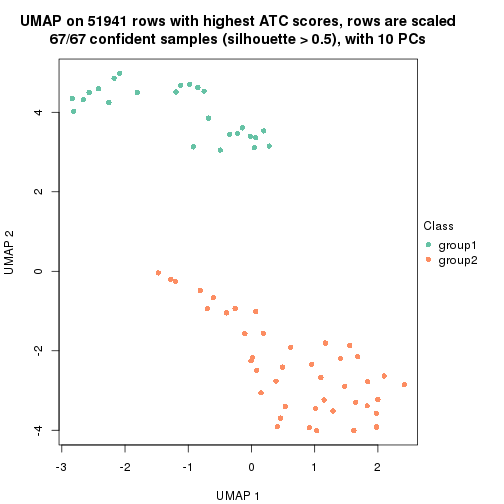 UMAP on 51941 rows with highest ATC scores, rows are scaled
67/67 confident samples (silhouette > 0.5), with 10 PCs
4
2
0
-2
-4
UMAP 2
-3
-2
-1
0
1
2
UMAP 1
Class
group1
group2